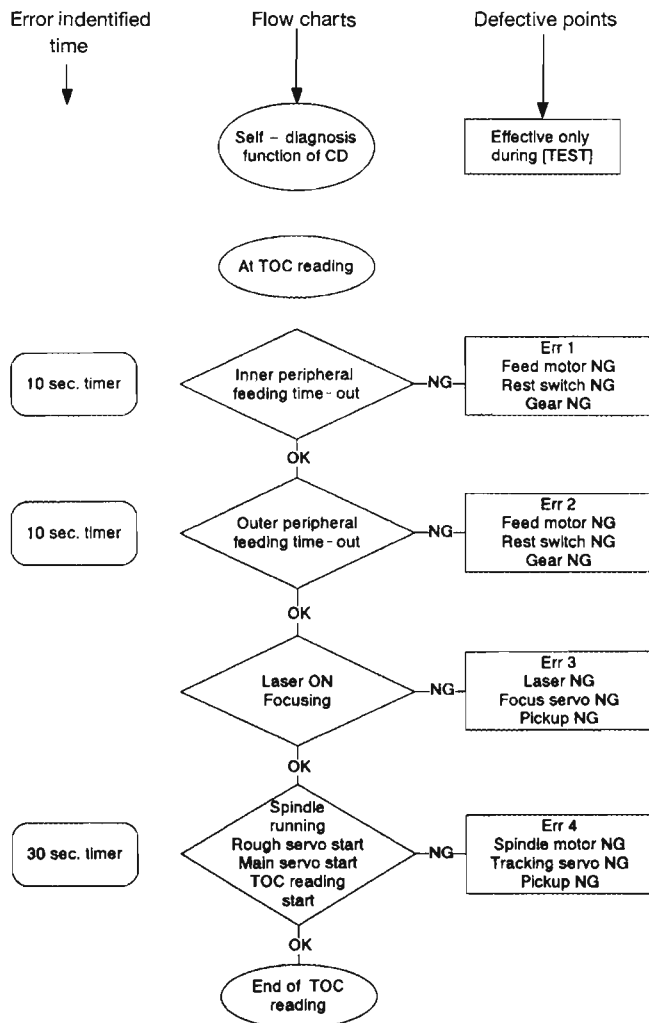 Error indentified
time
Flow charts
Defective points
Self - diagnosis
function of CD
Effective only
during [TEST]
At TOC reading
10 sec. timer
Inner peripheral
feeding time - out
NG
Err 1
Feed motor NG
Rest switch NG
Gear NG
OK
10 sec. timer
Outer peripheral
feeding time - out
NG
Err 2
Feed motor NG
Rest switch NG
Gear NG
OK
Laser ON
Focusing
NG
Err 3
Laser NG
Focus servo NG
Pickup NG
OK
30 sec. timer
Spindle
running
Rough servo start
Main servo start
TOC reading
start
NG
Err 4
Spindle motor NG
Tracking servo NG
Pickup NG
OK
End of TOC
reading